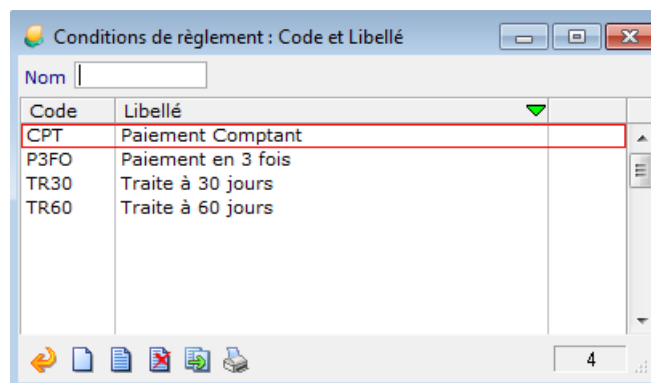 Conditions de règlement : Code et Libellé
Nom
Code Libellé
CPT Paiement Comptant
P3FO Paiement en 3 fois
TR30 Traite à 30 jours
TR60 Traite à 60 jours
4